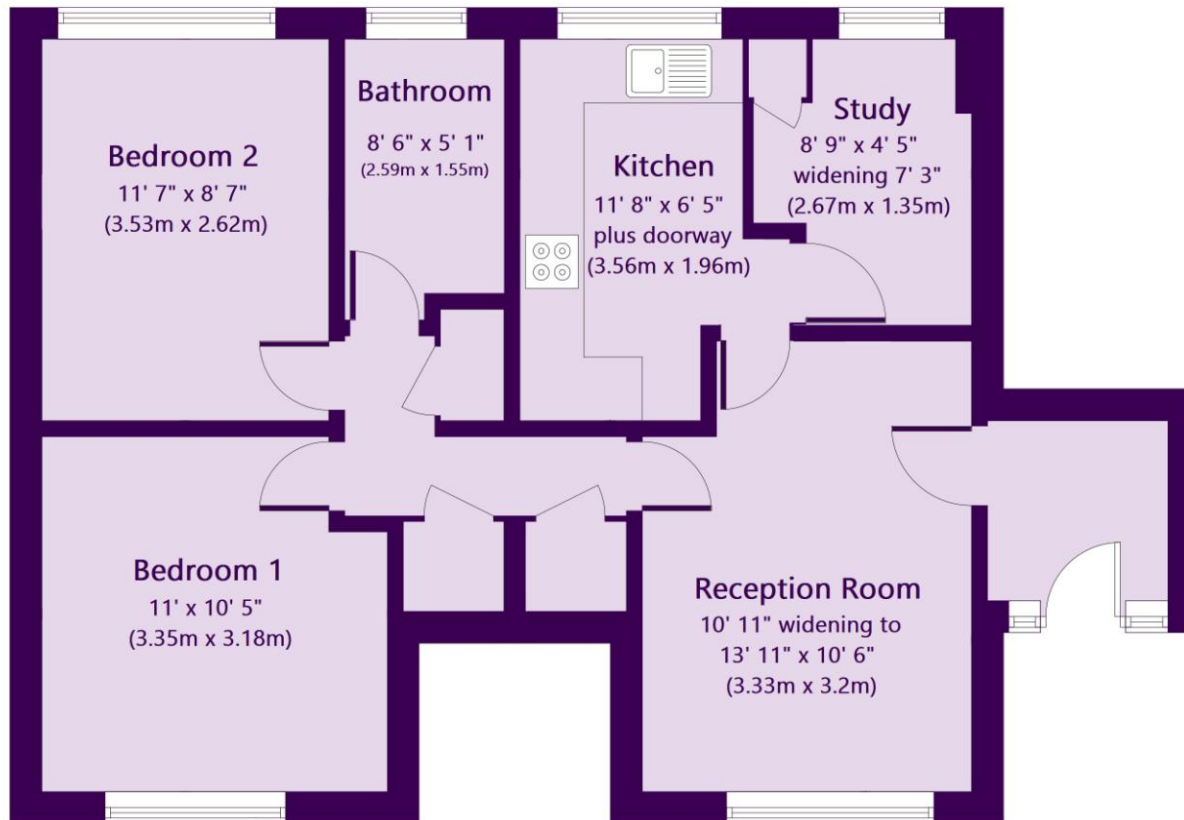 Bedroom 2
11' 7" x 8' 7"
(3.53m x 2.62m)
Bathroom
8' 6" x 5' 1"
(2.59m x 1.55m)
Kitchen
11' 8" x 6' 5"
plus doorway
(3.56m x 1.96m)
Study
8' 9" x 4' 5"
widening 7' 3"
(2.67m x 1.35m)
Bedroom 1
11' x 10' 5"
(3.35m x 3.18m)
Reception Room
10' 11" widening to
13' 11" x 10' 6"
(3.33m x 3.2m)